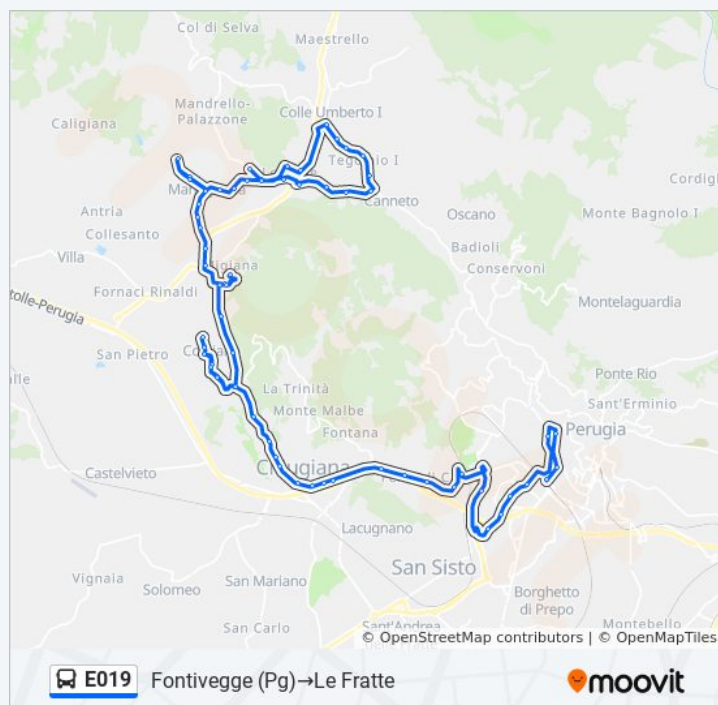 Col di Selva
Maestrello
Mandrello-
Palazzone
Colle Umberto I
Caligiana
Canneto
Antria
Collesanto
Oscano
Monte Bagnolo I
Badioli
Villa
Conservoni
Fornaci Rinaldi
Montelaguardia
tolle-Perugia
San Pietro
Ponte Rio
La Trinità
Sant'Erminio
Monte Malbe
Perugia
Fontana
Castelvieto
Lacugnano
San Sisto
Vignaia
San Mariano
Solomeo
Borghetto
di Prepo
San Carlo
Sant'Andrea
Montebello
© OpenStreetMap contributors | © OpenMapTiles
E019 Fontivegge (Pg)→Le Fratte
moovit